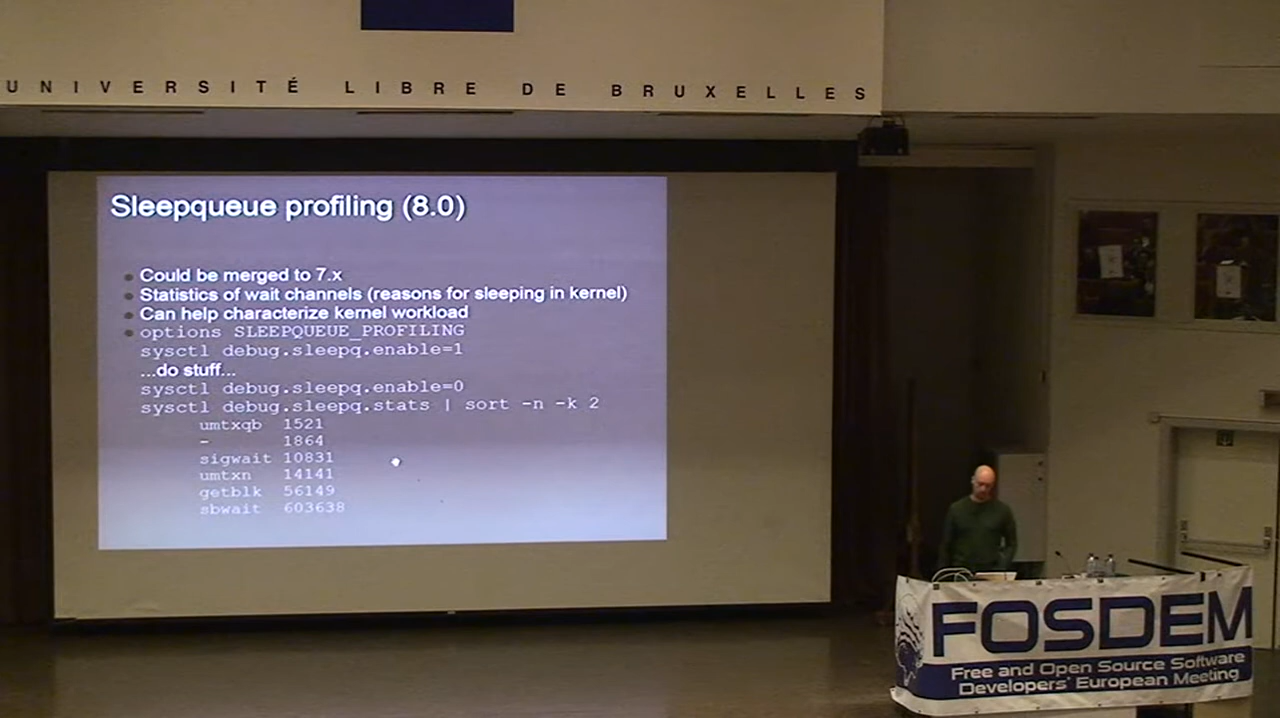 UNIVERSITÉ LIBRE DE BRUXELLES
Sleepqueue profiling (8.0)
Could be merged to 7.x
Statistics of wait channels (reasons for sleeping in kernel)
Can help characterize kernel workload
options SLEEPQUEUE_PROFILING
sysctl debug.sleepq.enable=1
...do stuff...
sysctl debug.sleepq.enable=0
sysctl debug.sleepq.stats | sort -n -k 2
umtxqb 1521
- 1864
sigwait 10831
umtxn 14141
getblk 56149
sbwait 603638
FOSDEM
Free and Open Source Software
Developers' European Meeting